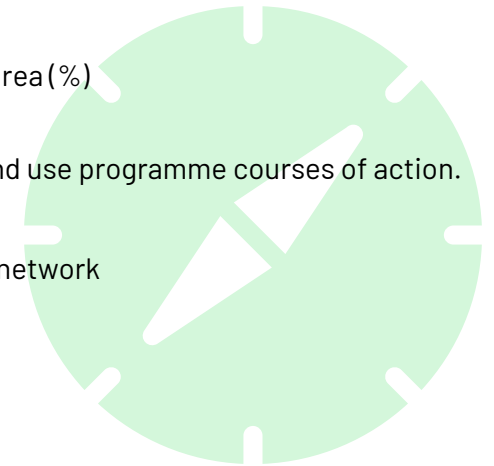 rea (%)
nd use programme courses of action.
network